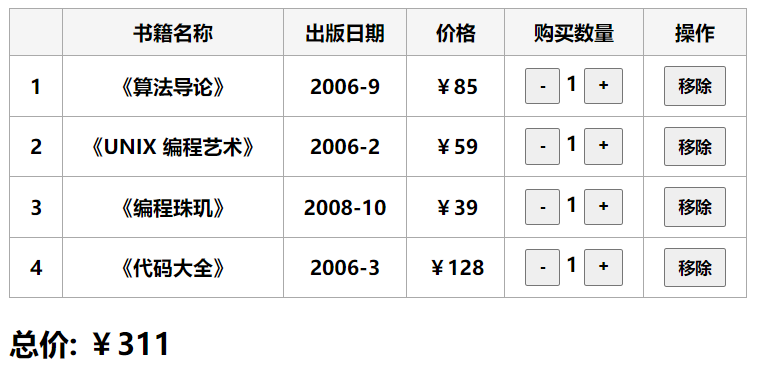 书籍名称 出版日期 价格 购买数量 操作
1 《算法导论》 2006-9 ￥85 - 1 + 移除
2 《UNIX 编程艺术》 2006-2 ￥59 - 1 + 移除
3 《编程珠玑》 2008-10 ￥39 - 1 + 移除
4 《代码大全》 2006-3 ￥128 - 1 + 移除
总价: ￥311